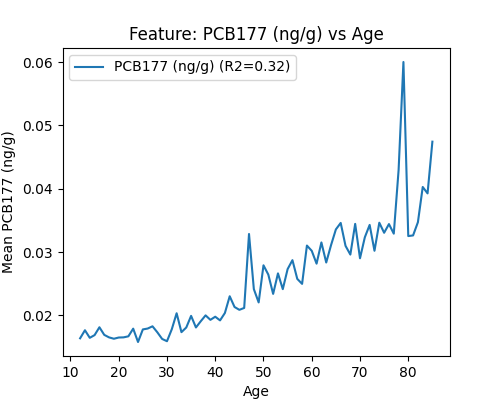 Feature: PCB177 (ng/g) vs Age
PCB177 (ng/g) (R2=0.32)
Mean PCB177 (ng/g)
0.06
0.05
0.04
0.03
0.02
10 20 30 40 50 60 70 80
Age